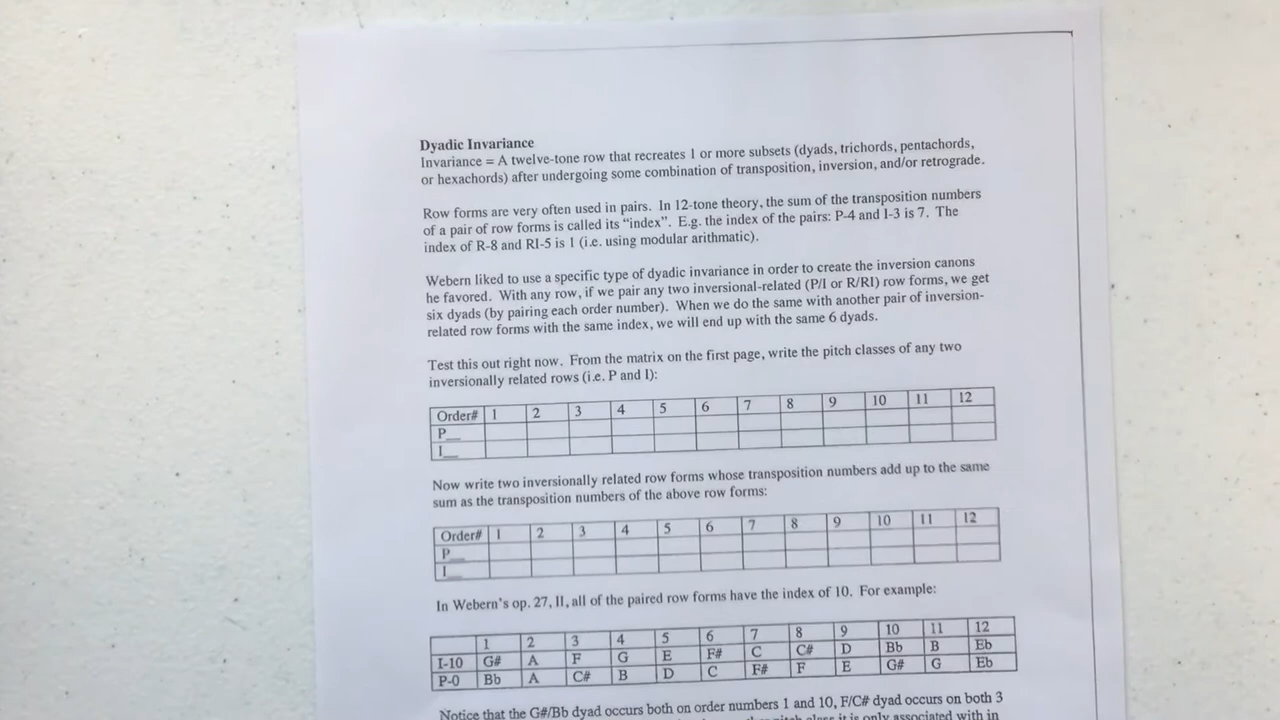 Dyadic Invariance
Invariance = A twelve-tone row that recreates 1 or more subsets (dyads, trichords, pentachords,
or hexachords) after undergoing some combination of transposition, inversion, and/or retrograde.
Row forms are very often used in pairs. In 12-tone theory, the sum of the transposition numbers
of a pair of row forms is called its “index”. E.g. the index of the pairs: P-4 and I-3 is 7. The
index of R-8 and RI-5 is 1 (i.e. using modular arithmatic).
Webern liked to use a specific type of dyadic invariance in order to create the inversion canons
he favored. With any row, if we pair any two inversional-related (P/I or R/RI) row forms, we get
six dyads (by pairing each order number). When we do the same with another pair of inversion-
related row forms with the same index, we will end up with the same 6 dyads.
Test this out right now. From the matrix on the first page, write the pitch classes of any two
inversionally related rows (i.e. P and I):
Order# 1 2 3 4 5 6 7 8 9 10 11 12
P__
I__
Now write two inversionally related row forms whose transposition numbers add up to the same
sum as the transposition numbers of the above row forms:
Order# 1 2 3 4 5 6 7 8 9 10 11 12
P__
I__
In Webern's op. 27, II, all of the paired row forms have the index of 10. For example:
1 2 3 4 5 6 7 8 9 10 11 12
I-10 G# A F G E F# C C# D Bb B Eb
P-0 Bb A C# B D C F# F E G# G Eb
Notice that the G#/Bb dyad occurs both on order numbers 1 and 10, F/C# dyad occurs on both 3
pitch class it is only associated with in